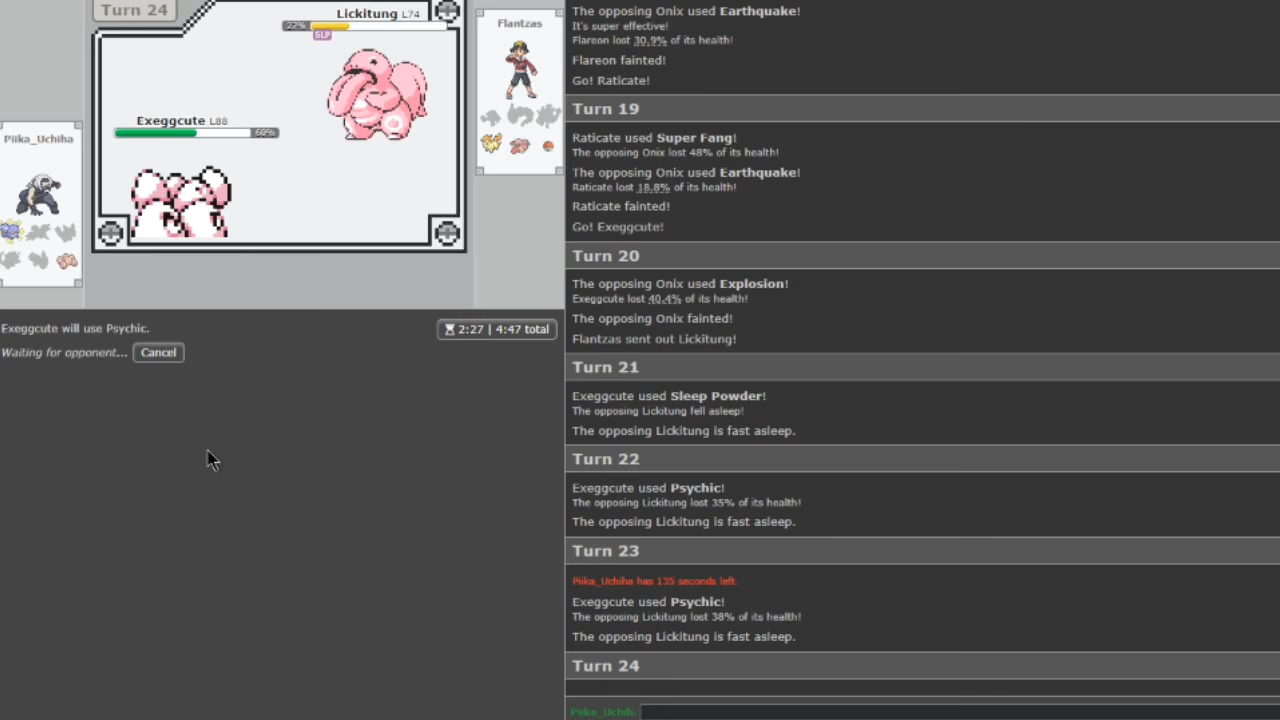 Turn 24
Lickitung L74
27%
SLP
Flantzas
Exeggcute L88
60%
Piika_Uchiha
Exeggcute will use Psychic.
2:27 | 4:47 total
Waiting for opponent... Cancel
The opposing Onix used Earthquake!
It's super effective!
Flareon lost 30.9% of its health!
Flareon fainted!
Go! Raticate!
Turn 19
Raticate used Super Fang!
The opposing Onix lost 48% of its health!
The opposing Onix used Earthquake!
Raticate lost 18.8% of its health!
Raticate fainted!
Go! Exeggcute!
Turn 20
The opposing Onix used Explosion!
Exeggcute lost 40.4% of its health!
The opposing Onix fainted!
Flantzas sent out Lickitung!
Turn 21
Exeggcute used Sleep Powder!
The opposing Lickitung fell asleep!
The opposing Lickitung is fast asleep.
Turn 22
Exeggcute used Psychic!
The opposing Lickitung lost 35% of its health!
The opposing Lickitung is fast asleep.
Turn 23
Piika_Uchiha has 135 seconds left.
Exeggcute used Psychic!
The opposing Lickitung lost 38% of its health!
The opposing Lickitung is fast asleep.
Turn 24
Piika_Uchih: